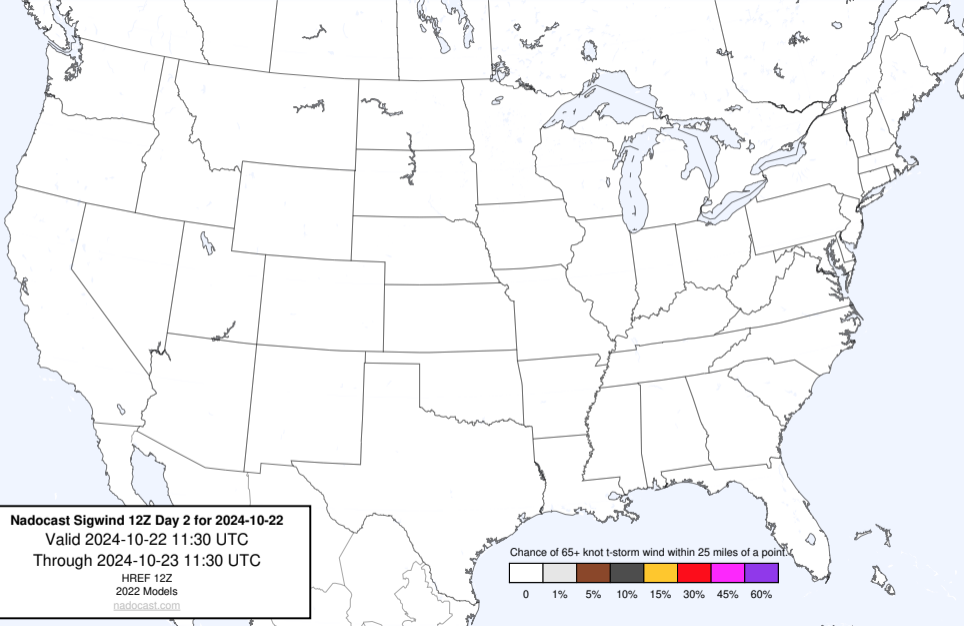 Nadocast Sigwind 12Z Day 2 for 2024-10-22
Valid 2024-10-22 11:30 UTC
Through 2024-10-23 11:30 UTC
HREF 12Z
2022 Models
nadocast.com
Chance of 65+ knot t-storm wind within 25 miles of a point.
0 1% 5% 10% 15% 30% 45% 60%